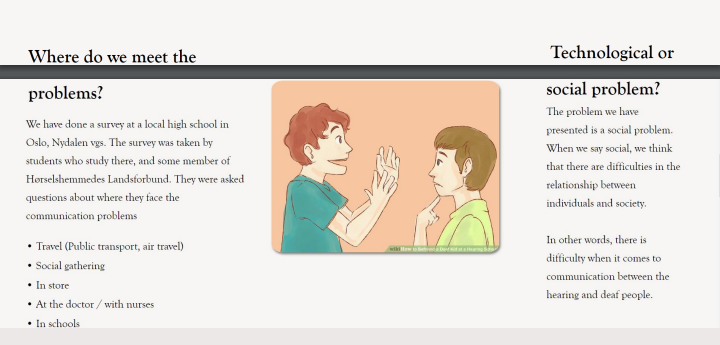 Where do we meet the
problems?
We have done a survey at a local high school in
Oslo, Nydalen vgs. The survey was taken by
students who study there, and some member of
Hørselshemmedes Landsforbund. They were asked
questions about where they face the
communication problems
• Travel (Public transport, air travel)
• Social gathering
• In store
• At the doctor / with nurses
• In schools
Technological or
social problem?
The problem we have
presented is a social problem.
When we say social, we think
that there are difficulties in the
relationship between
individuals and society.
In other words, there is
difficulty when it comes to
communication between the
hearing and deaf people.